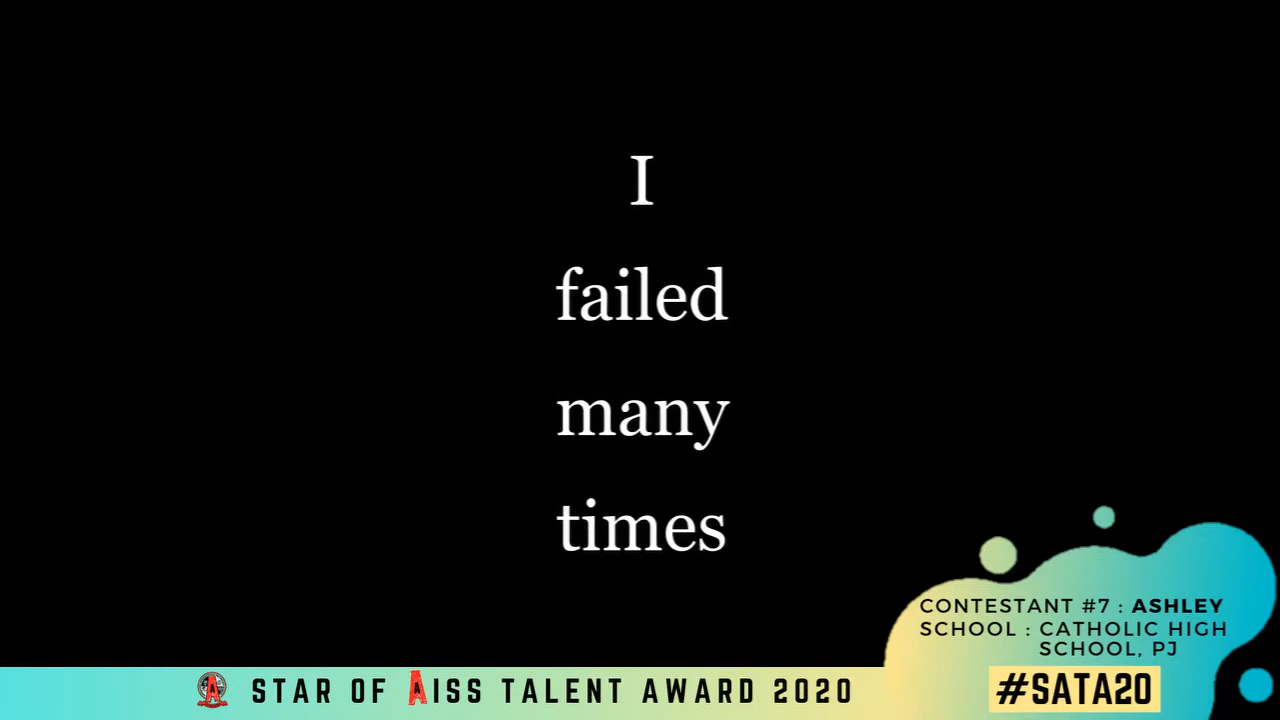 I
failed
many
times
CONTESTANT #7 : ASHLEY
SCHOOL : CATHOLIC HIGH
SCHOOL, PJ
STAR OF AISS TALENT AWARD 2020
#SATA20